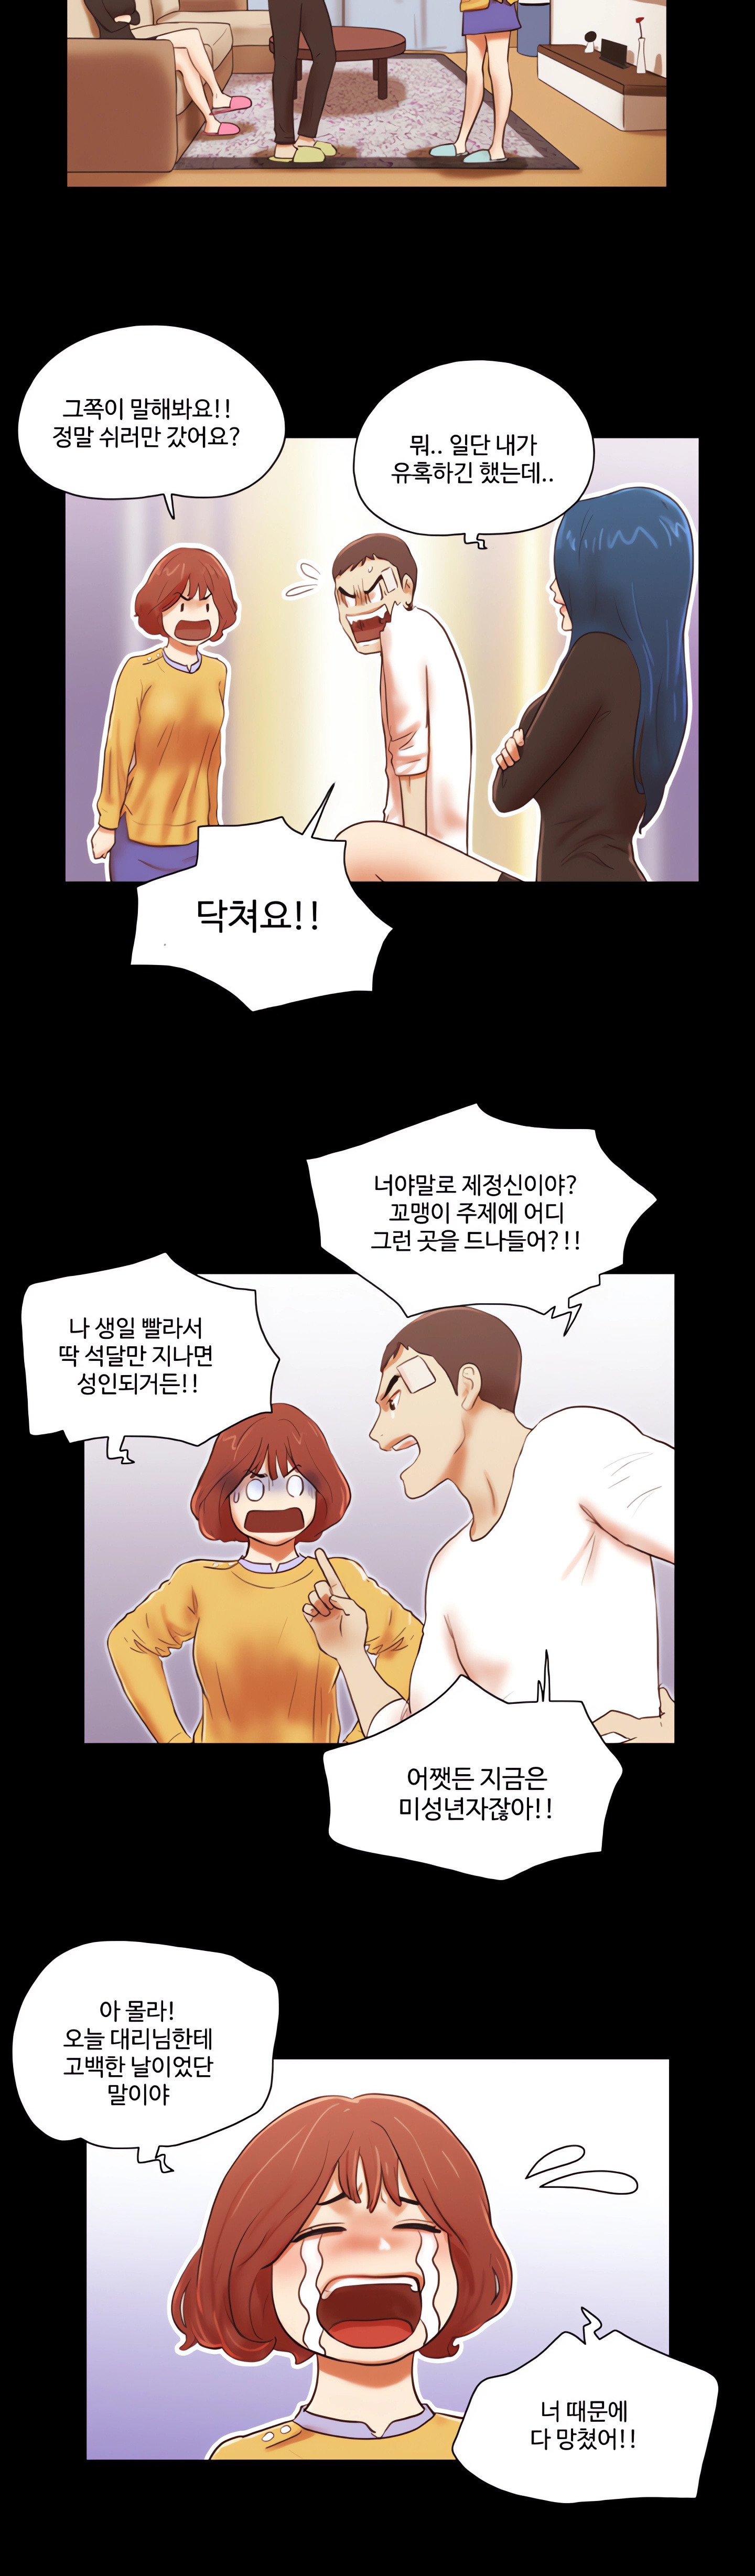 그쪽이 말해봐요!!
정말 쉬러만 갔어요?
뭐.. 일단 내가
유혹하긴 했는데..
닥쳐요!!
너야말로 제정신이야?
꼬맹이 주제에 어디
그런 곳을 드나들어?!!
나 생일 빨라서
딱 석달만 지나면
성인되거든!!
어쨋든 지금은
미성년자잖아!!
아 몰라!
오늘 대리님한테
고백한 날이었단
말이야
너 때문에
다 망쳤어!!